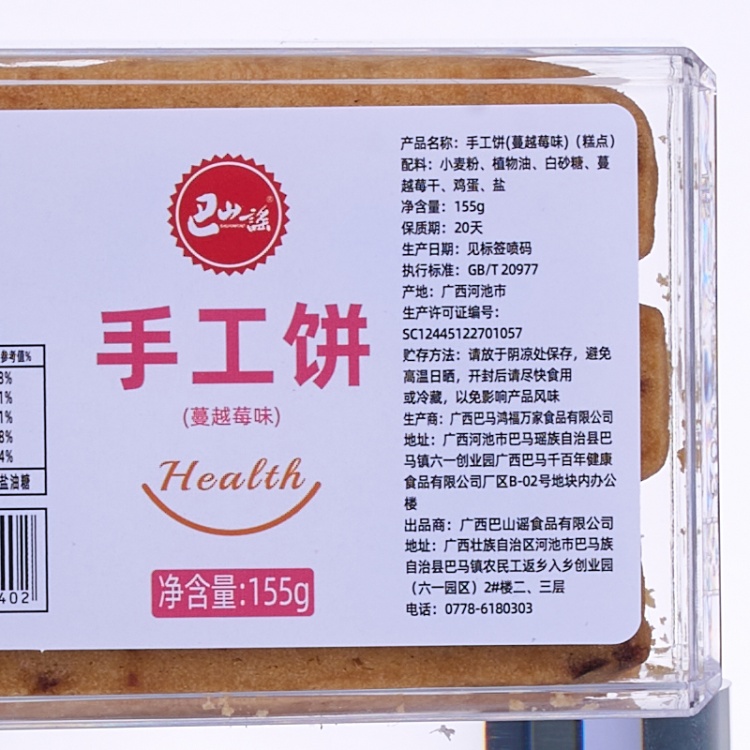 参考值%
8%
1%
1%
8%
4%
盐油糖
402
巴山谣
®
手工饼
(蔓越莓味)
Health
净含量:155g
产品名称：手工饼(蔓越莓味)（糕点）
配料：小麦粉、植物油、白砂糖、蔓
越莓干、鸡蛋、盐
净含量：155g
保质期：20天
生产日期：见标签喷码
执行标准：GB/T 20977
产地：广西河池市
生产许可证编号：
SC12445122701057
贮存方法：请放于阴凉处保存，避免
高温日晒，开封后请尽快食用
或冷藏，以免影响产品风味
生产商：广西巴马鸿福万家食品有限公司
地址：广西河池市巴马瑶族自治县巴
马镇六一创业园广西巴马千百年健康
食品有限公司厂区B-02号地块内办公
楼
出品商：广西巴山谣食品有限公司
地址：广西壮族自治区河池市巴马族
自治县巴马镇农民工返乡入乡创业园
（六一园区）2#楼二、三层
电话：0778-6180303